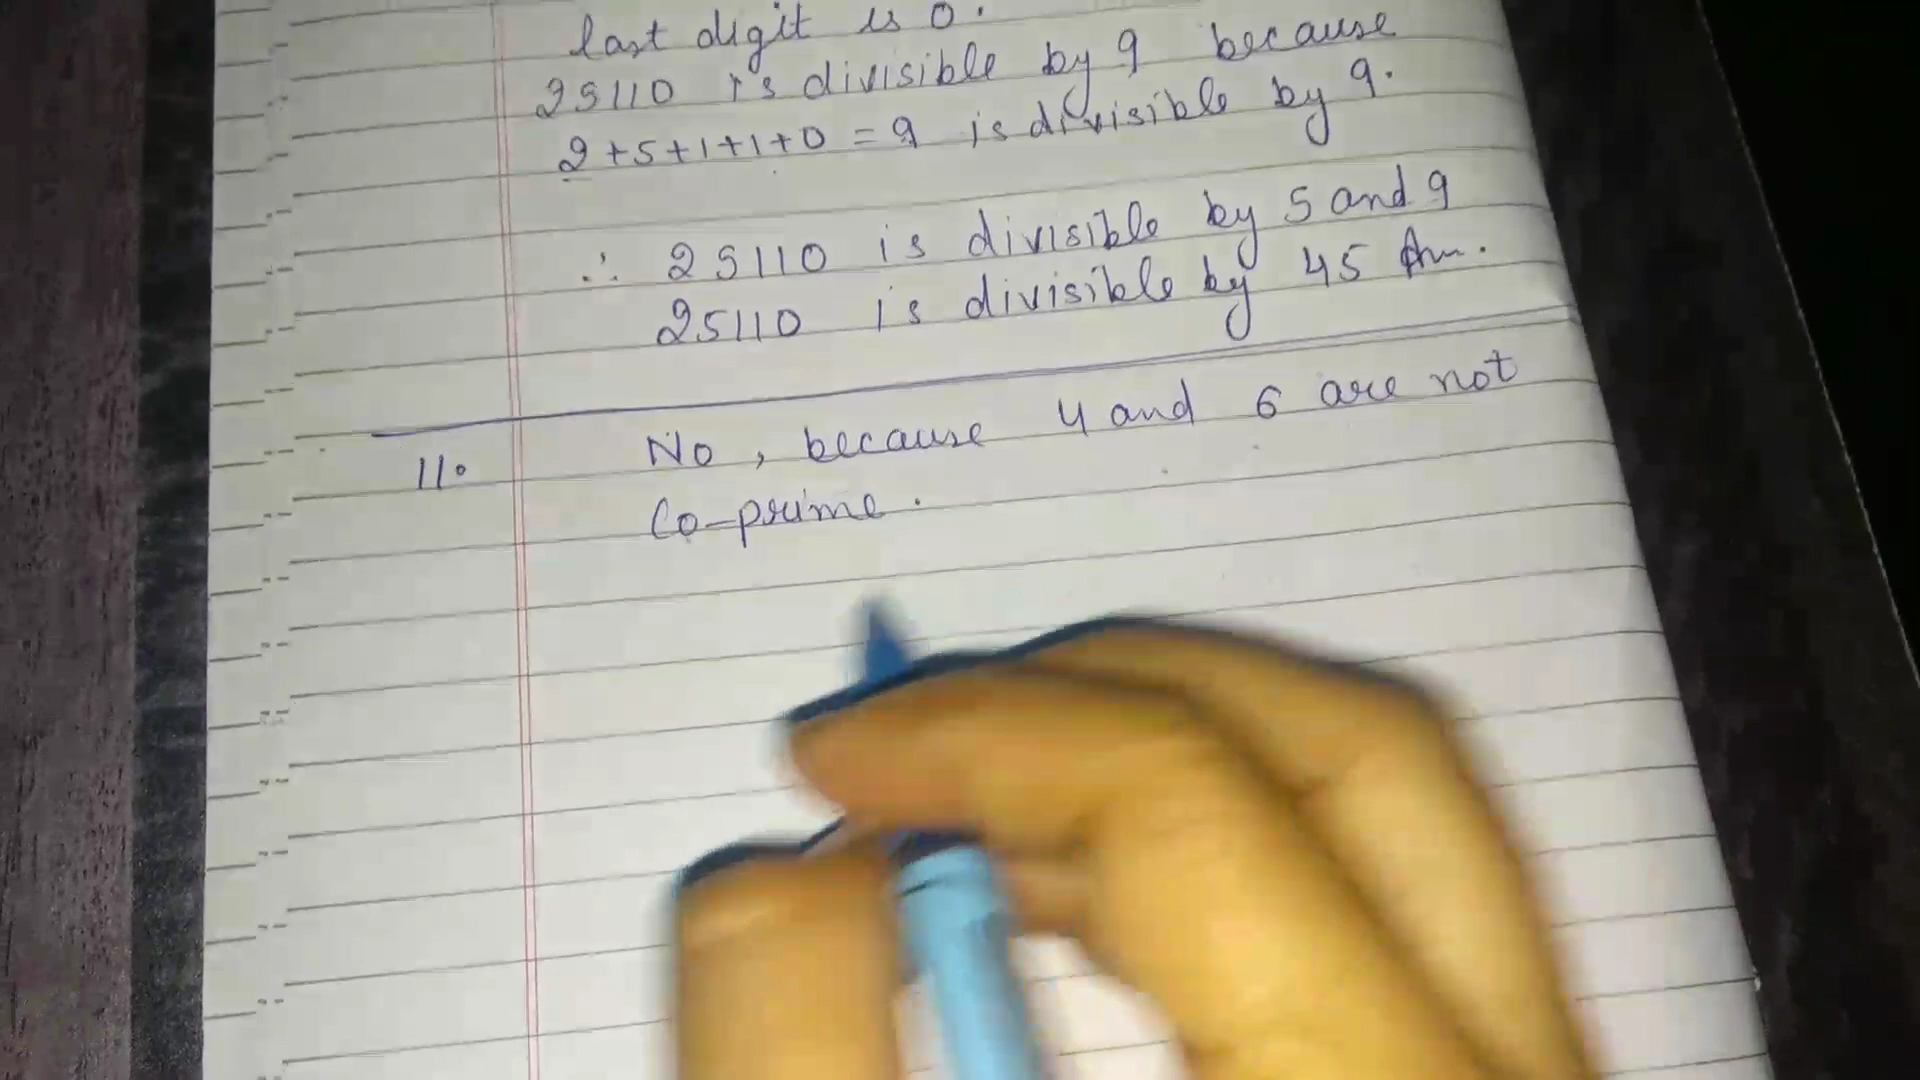 last digit is 0.
25110 is divisible by 9 because
2+5+1+1+0 = 9 is divisible by 9.
∴ 25110 is divisible by 5 and 9
25110 is divisible by 45 Ans.
11. No, because 4 and 6 are not
Co-prime.